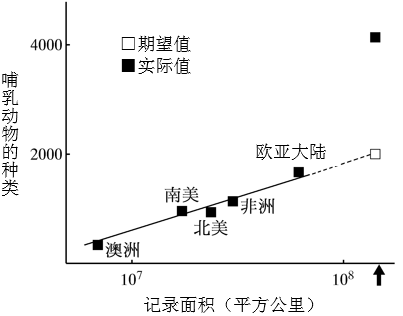 4000
2000
哺乳动物的种类
□期望值
■实际值
欧亚大陆
南美
非洲
北美
澳洲
10⁷
10⁸
记录面积（平方公里）